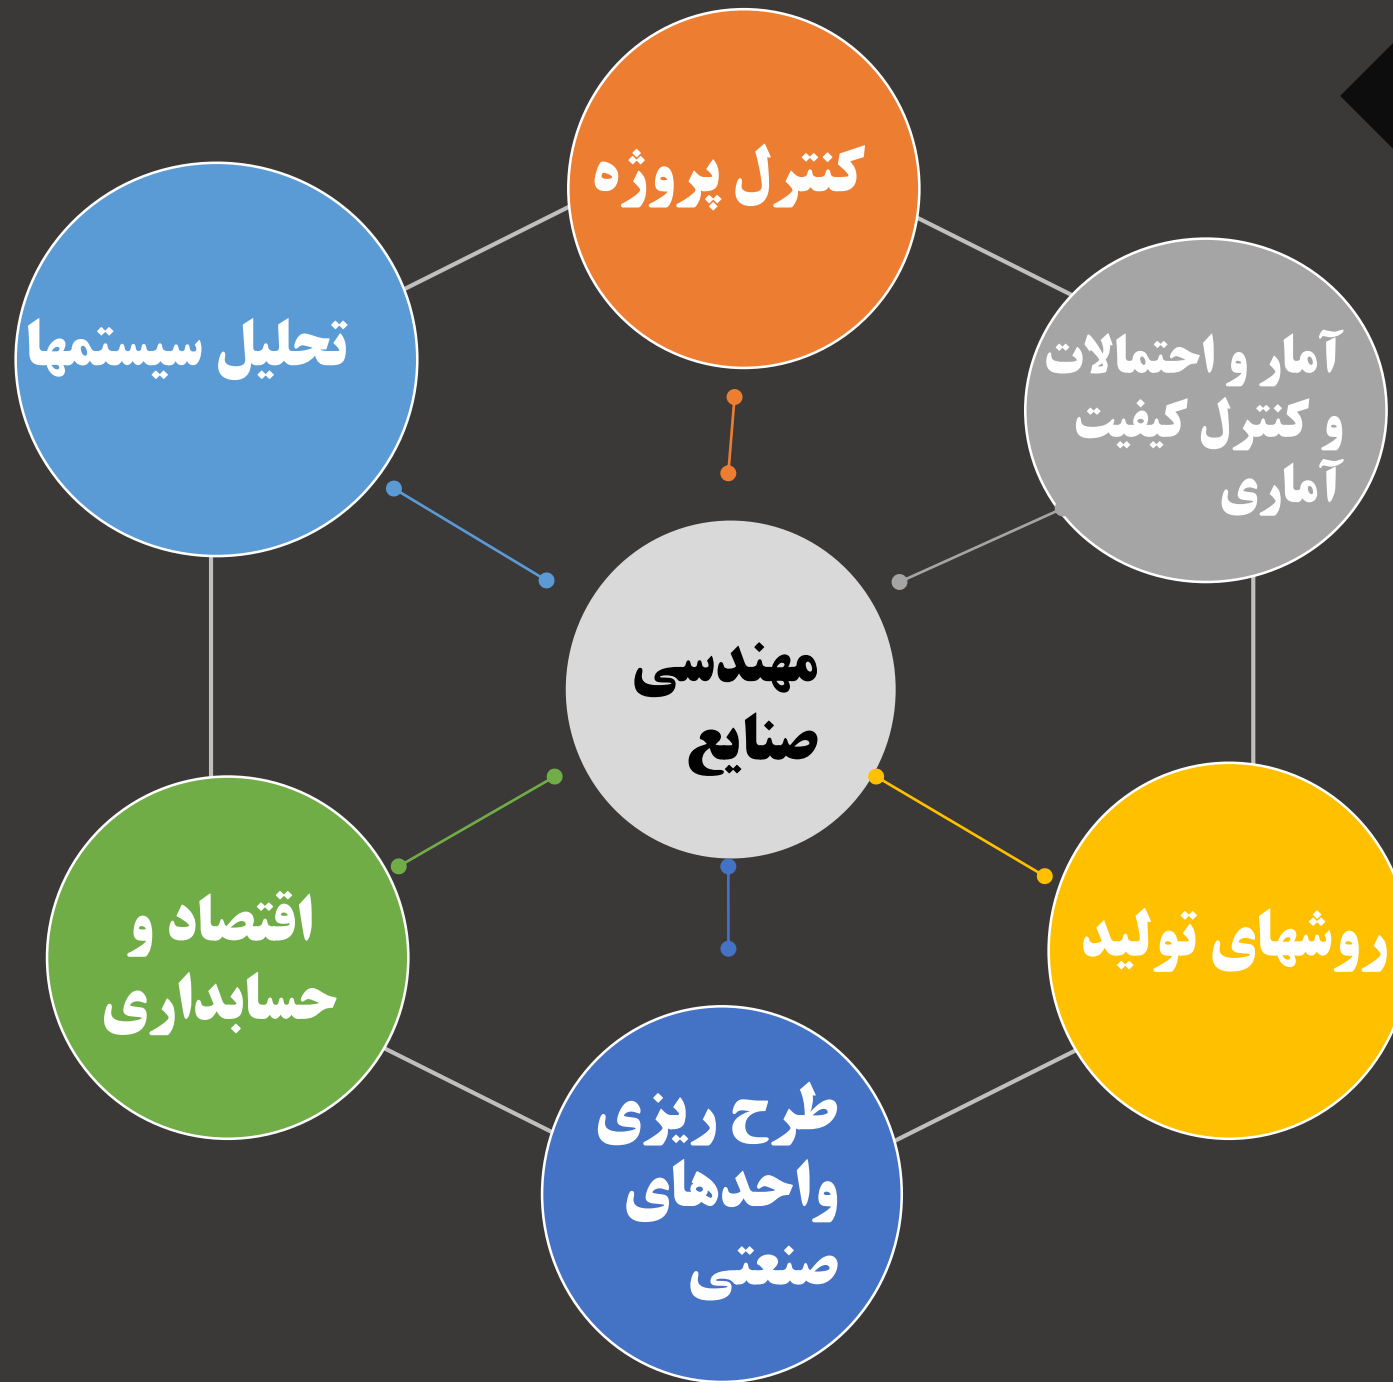 کنترل پروژه
تحلیل سیستمها
آمار و احتمالات
و کنترل کیفیت
آماری
مهندسی
صنایع
اقتصاد و
حسابداری
روشهای تولید
طرح ریزی
واحدهای
صنعتی